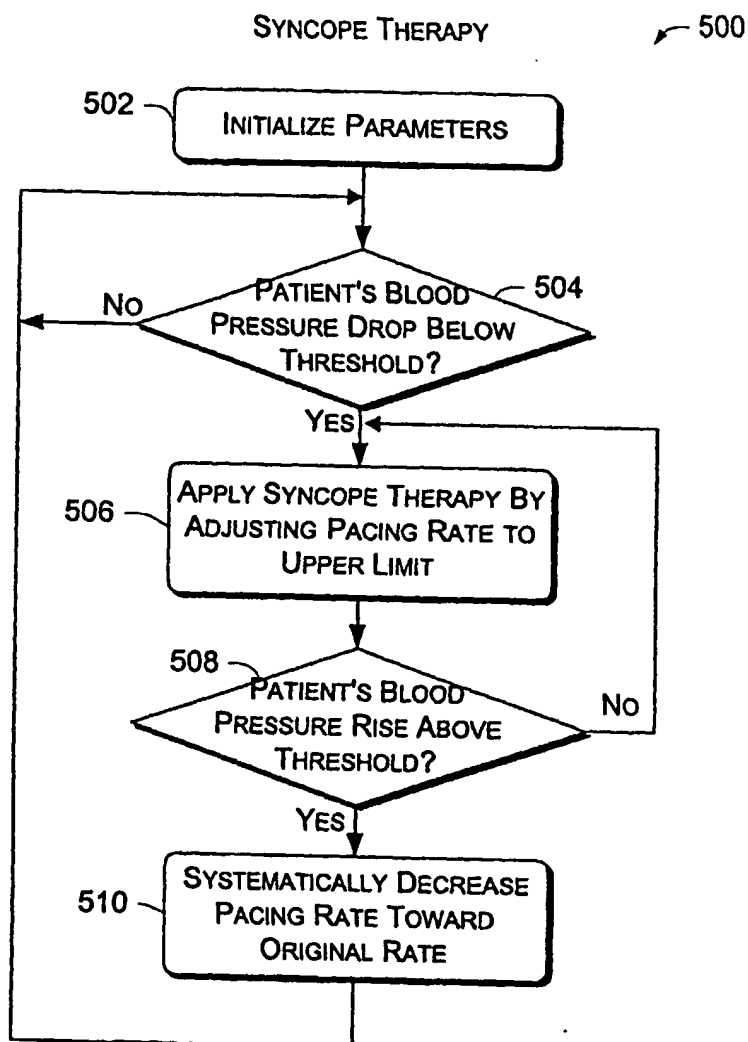 SYNCOPE THERAPY
500
502
INITIALIZE PARAMETERS
NO
PATIENT'S BLOOD
PRESSURE DROP BELOW
THRESHOLD?
504
YES
506
APPLY SYNCOPE THERAPY BY
ADJUSTING PACING RATE TO
UPPER LIMIT
508
PATIENT'S BLOOD
PRESSURE RISE ABOVE
THRESHOLD?
NO
YES
510
SYSTEMATICALLY DECREASE
PACING RATE TOWARD
ORIGINAL RATE